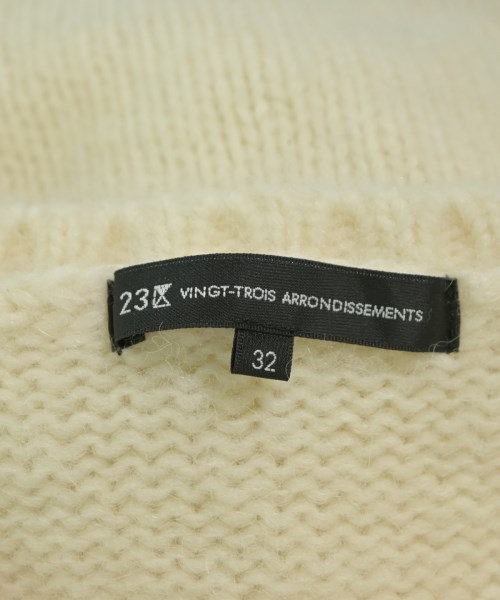 23区 VINGT-TROIS ARRONDISSEMENTS
32